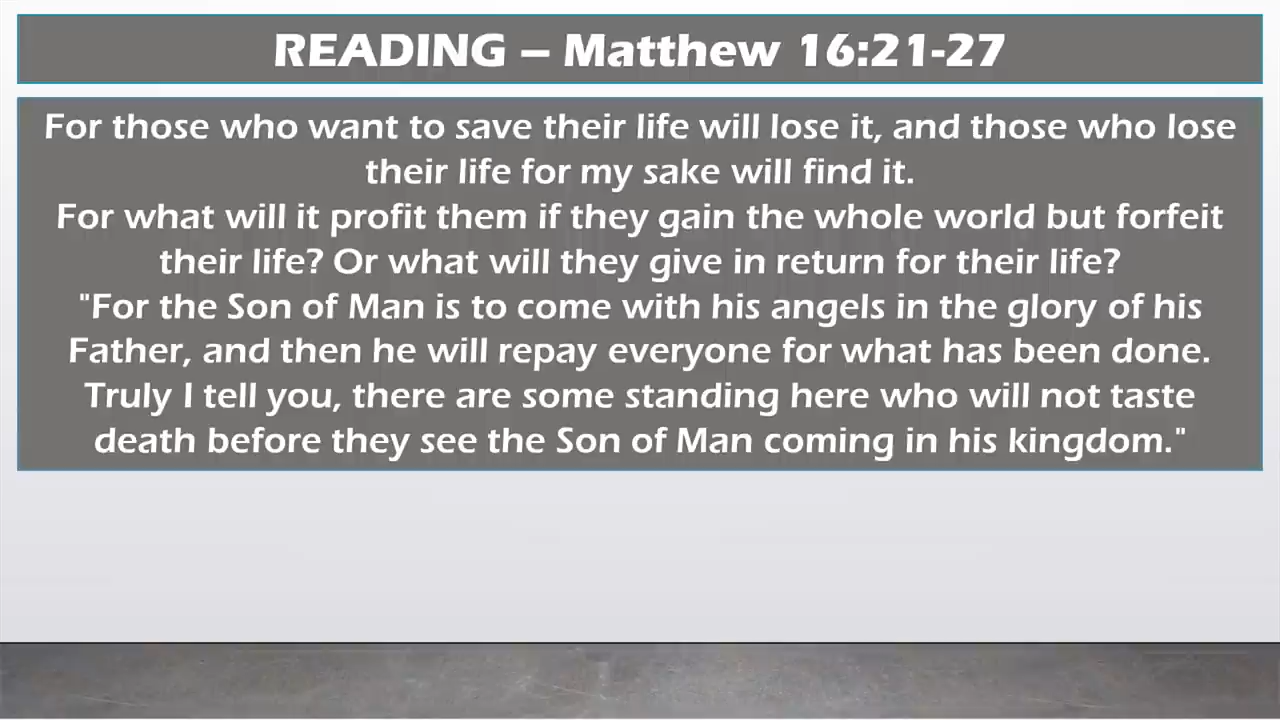 READING – Matthew 16:21-27
For those who want to save their life will lose it, and those who lose
their life for my sake will find it.
For what will it profit them if they gain the whole world but forfeit
their life? Or what will they give in return for their life?
"For the Son of Man is to come with his angels in the glory of his
Father, and then he will repay everyone for what has been done.
Truly I tell you, there are some standing here who will not taste
death before they see the Son of Man coming in his kingdom."